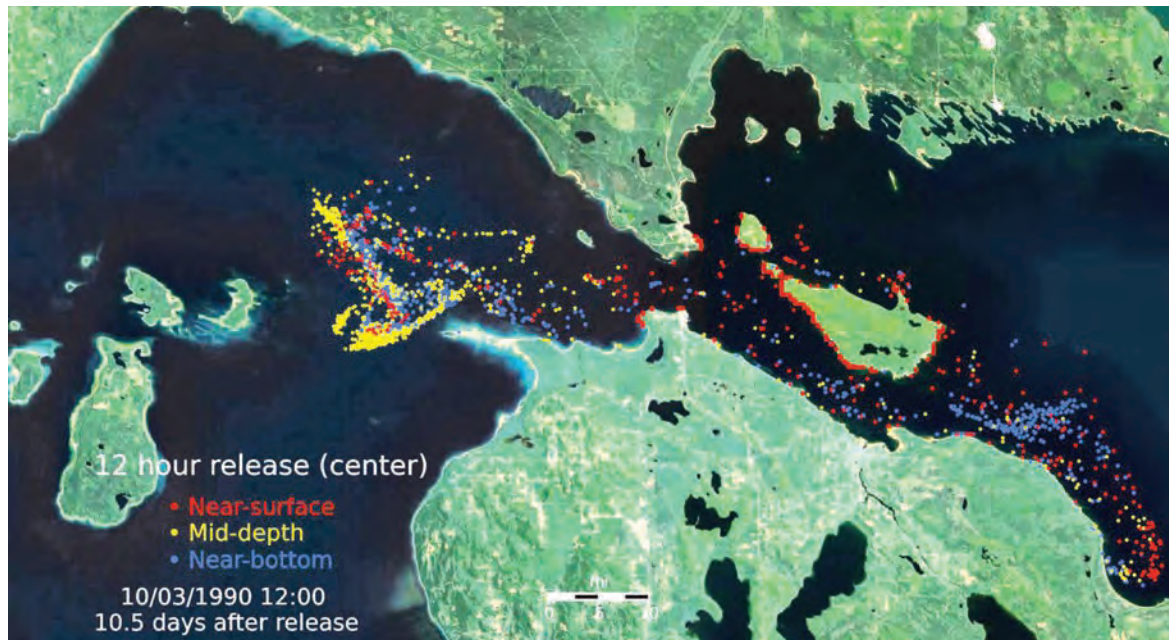 12 hour release (center)
• Near-surface
• Mid-depth
• Near-bottom
10/03/1990 12:00
10.5 days after release
mi